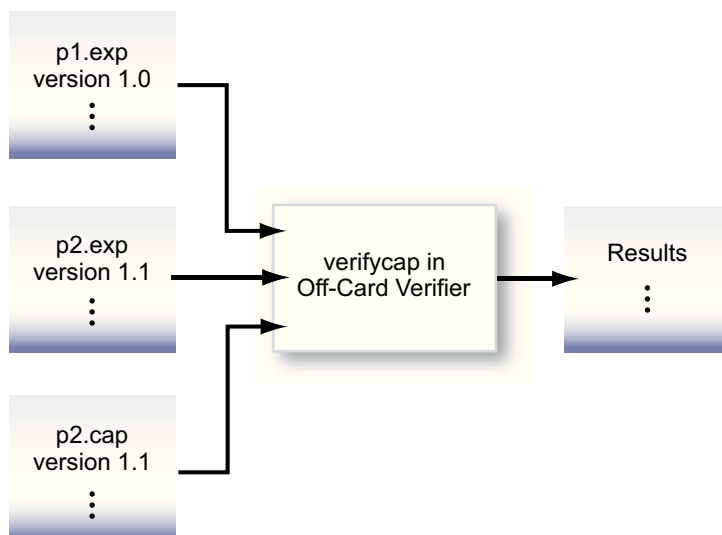 p1.exp
version 1.0
p2.exp
version 1.1
p2.cap
version 1.1
verifycap in
Off-Card Verifier
Results